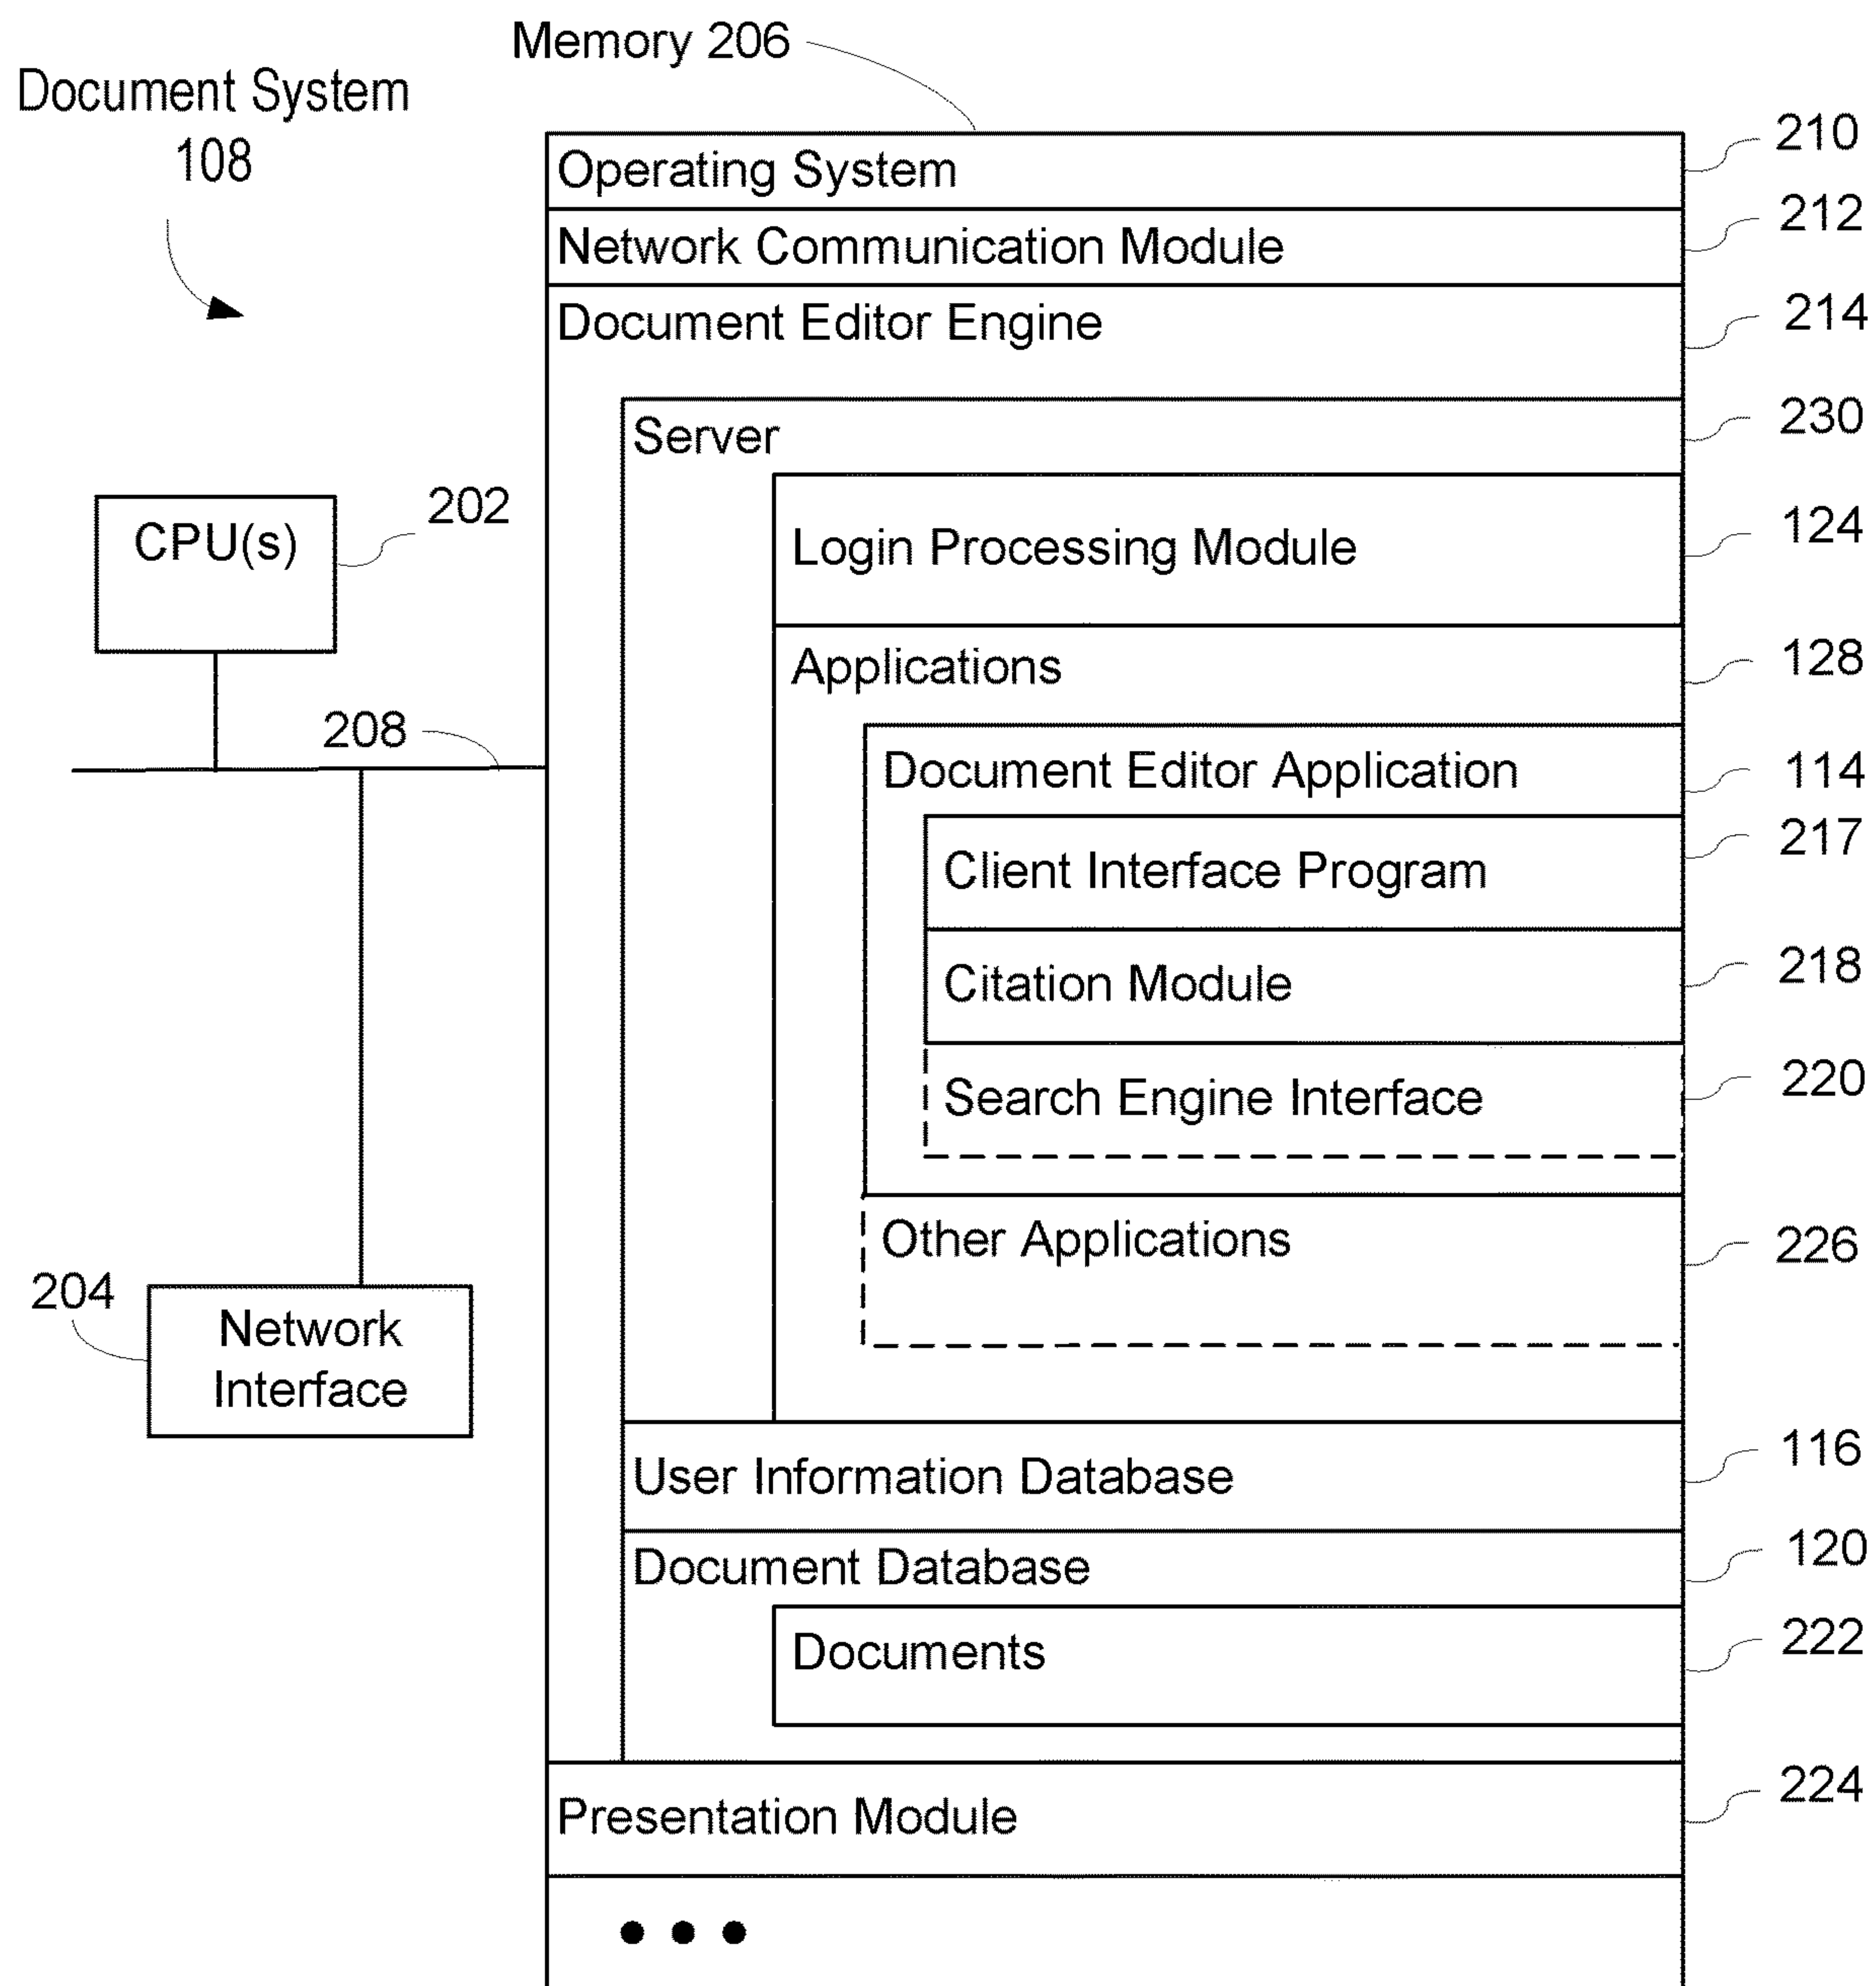 Memory 206
Document System
108
Operating System 210
Network Communication Module 212
Document Editor Engine 214
Server 230
CPU(s) 202
Login Processing Module 124
Applications 128
208
Document Editor Application 114
Client Interface Program 217
Citation Module 218
Search Engine Interface 220
Other Applications 226
204
Network
Interface
User Information Database 116
Document Database 120
Documents 222
Presentation Module 224